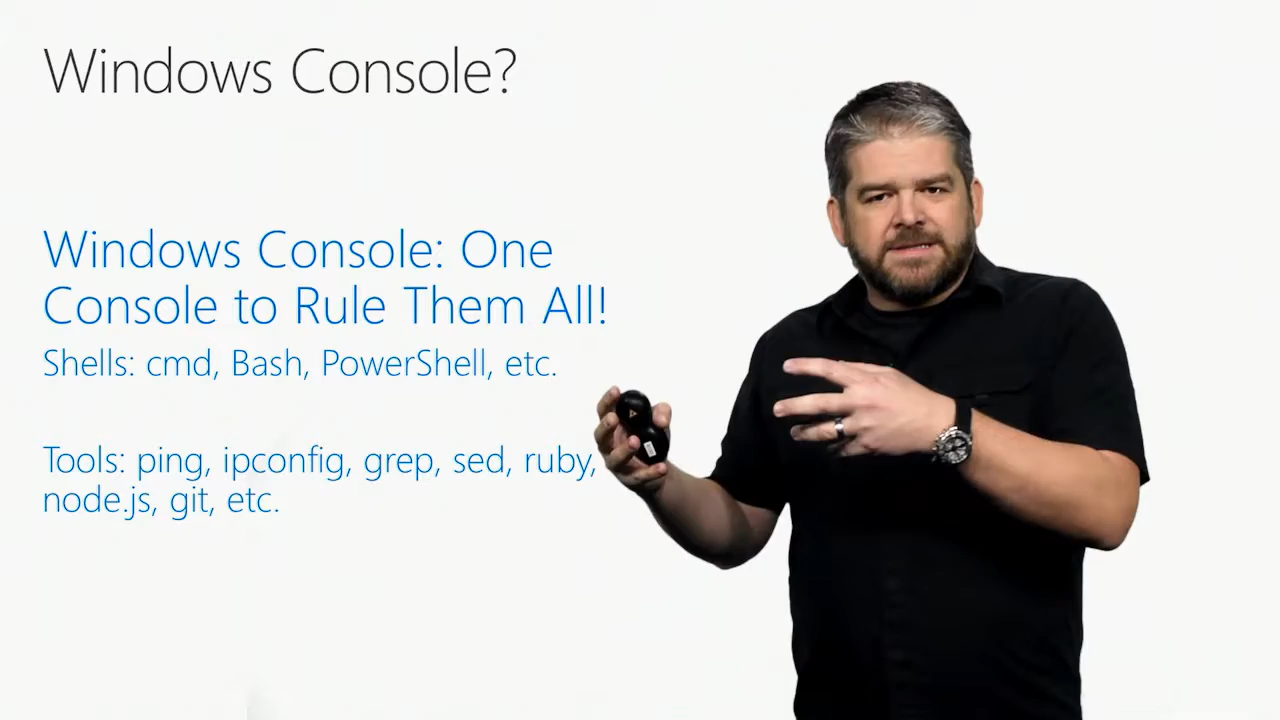 Windows Console?
Windows Console: One
Console to Rule Them All!
Shells: cmd, Bash, PowerShell, etc.
Tools: ping, ipconfig, grep, sed, ruby,
node.js, git, etc.